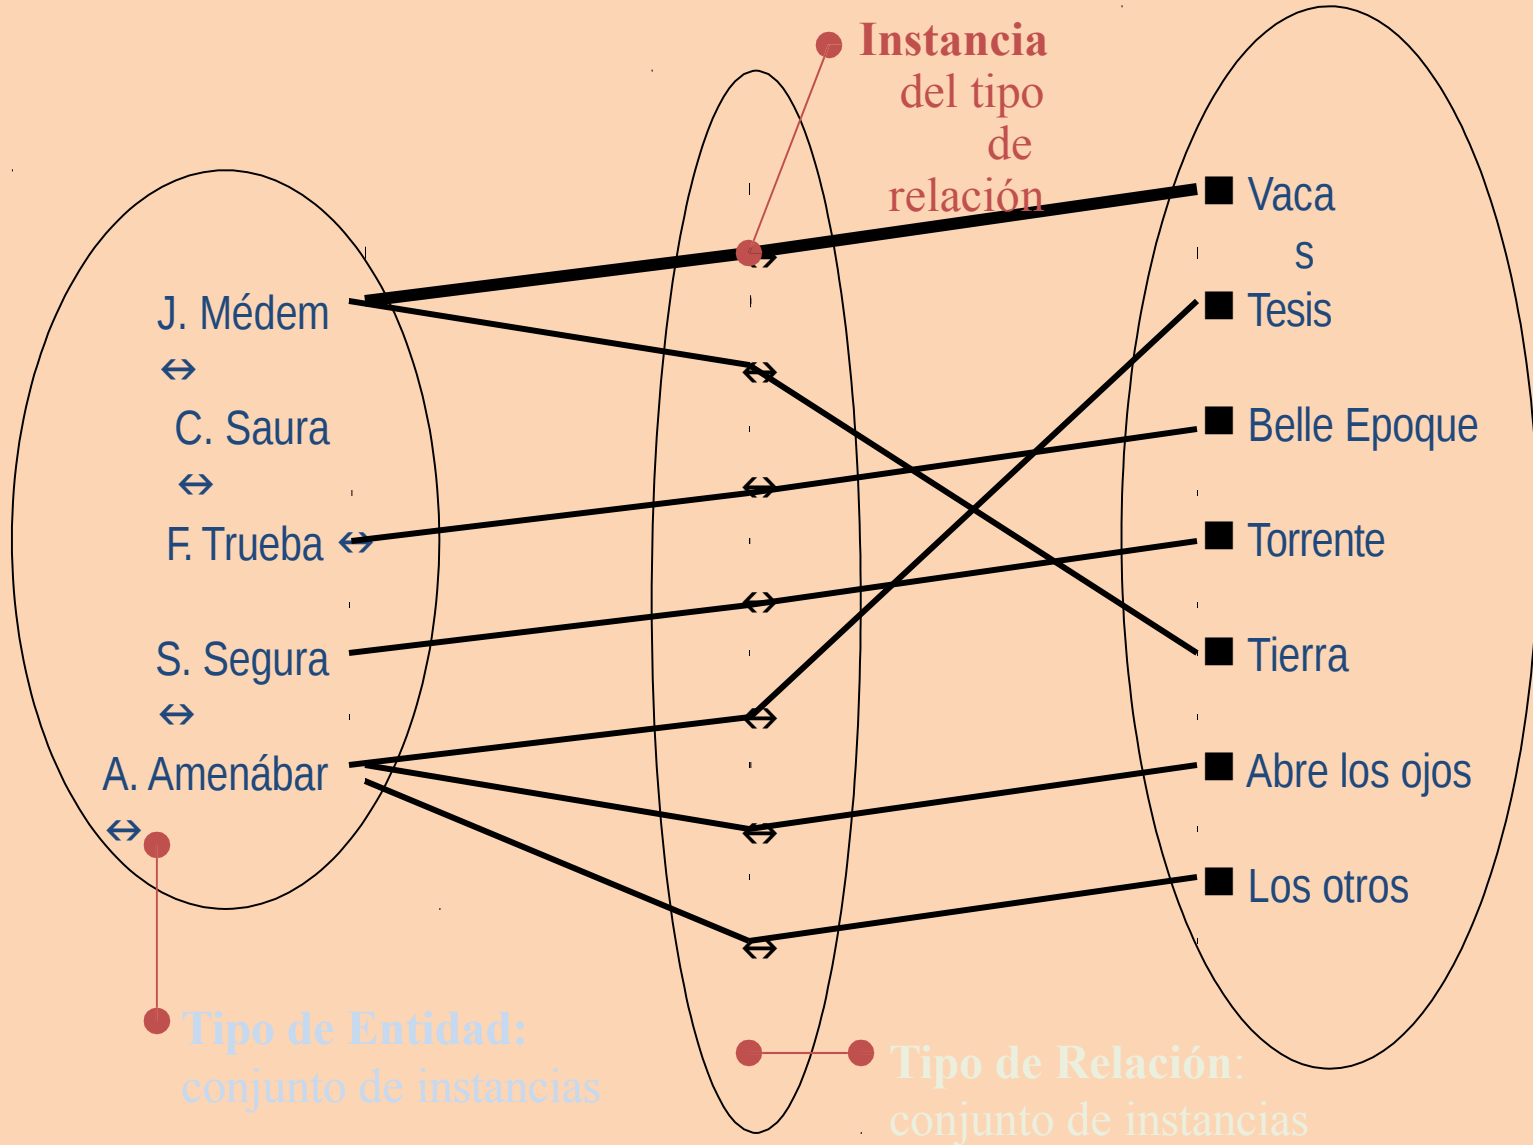 Instancia
del tipo
de
relación
J. Médem
↔
C. Saura
↔
F. Trueba ↔
S. Segura
↔
A. Amenábar
↔
■ Vaca
s
■ Tesis
■ Belle Epoque
■ Torrente
■ Tierra
■ Abre los ojos
■ Los otros
Tipo de Entidad:
conjunto de instancias
Tipo de Relación:
conjunto de instancias